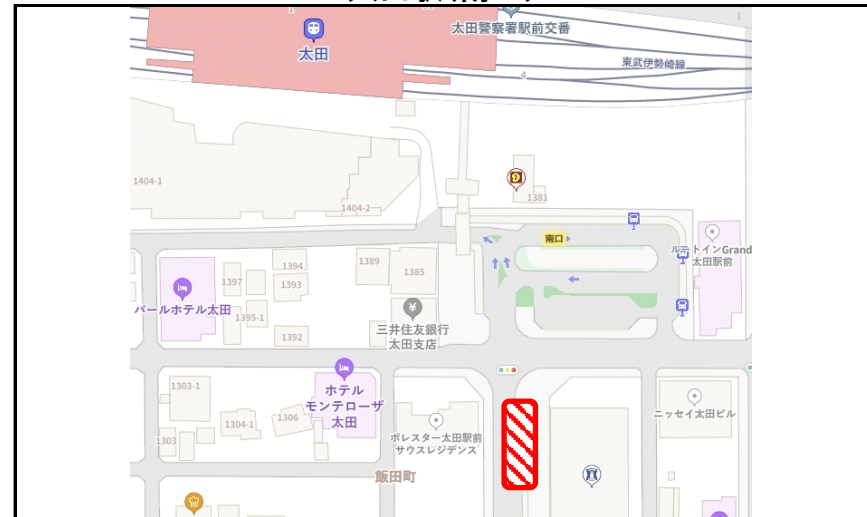 太田警察署駅前交番
太田
東武伊勢崎線
4
1404-1
1404-2
1381
南口
ルートインGrand
太田駅前
1394
1397
1393
1389
1385
パールホテル太田
1395-1
三井住友銀行
太田支店
1392
1303-1
ホテル
モンテローザ
太田
1306
1304-1
1303
ポレスター太田駅前
サウスレジデンス
ニッセイ太田ビル
飯田町